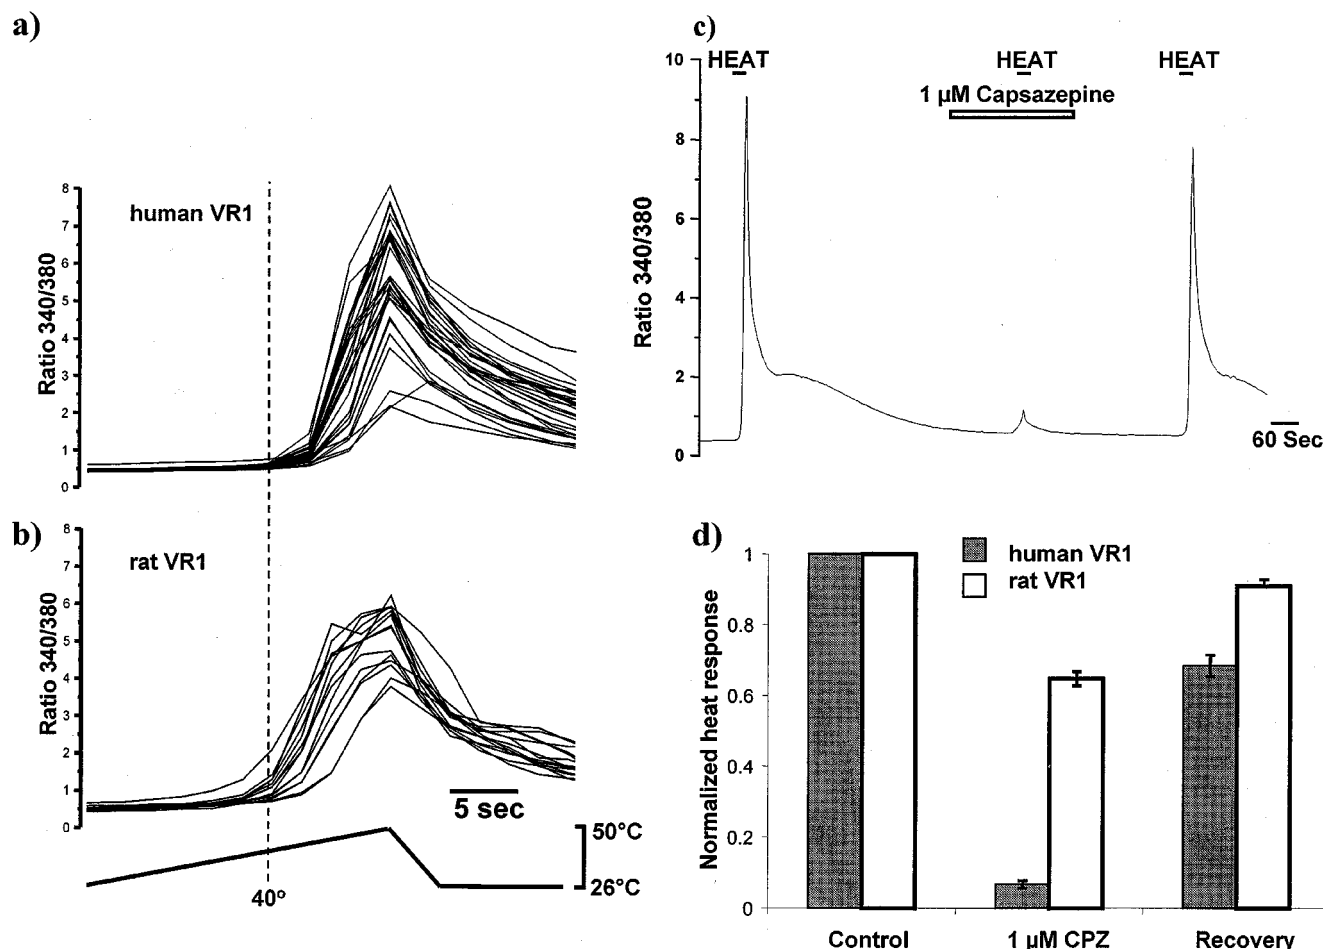 a)
human VR1
Ratio 340/380
8
7
6
5
4
3
2
1
0
b)
rat VR1
Ratio 340/380
8
7
6
5
4
3
2
1
0
5 sec
50°C
26°C
40°
c)
HEAT HEAT HEAT
1 µM Capsazepine
Ratio 340/380
10
8
6
4
2
0
60 Sec
d)
human VR1
rat VR1
Normalized heat response
1
0.8
0.6
0.4
0.2
0
Control 1 µM CPZ Recovery